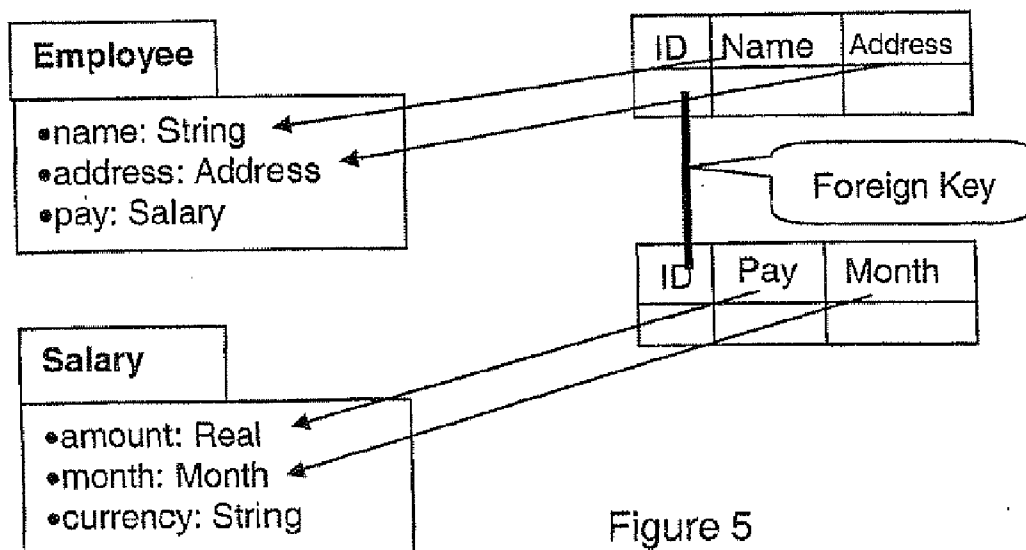 Employee
•name: String
•address: Address
•pay: Salary
ID Name Address
Foreign Key
ID Pay Month
Salary
•amount: Real
•month: Month
•currency: String
Figure 5